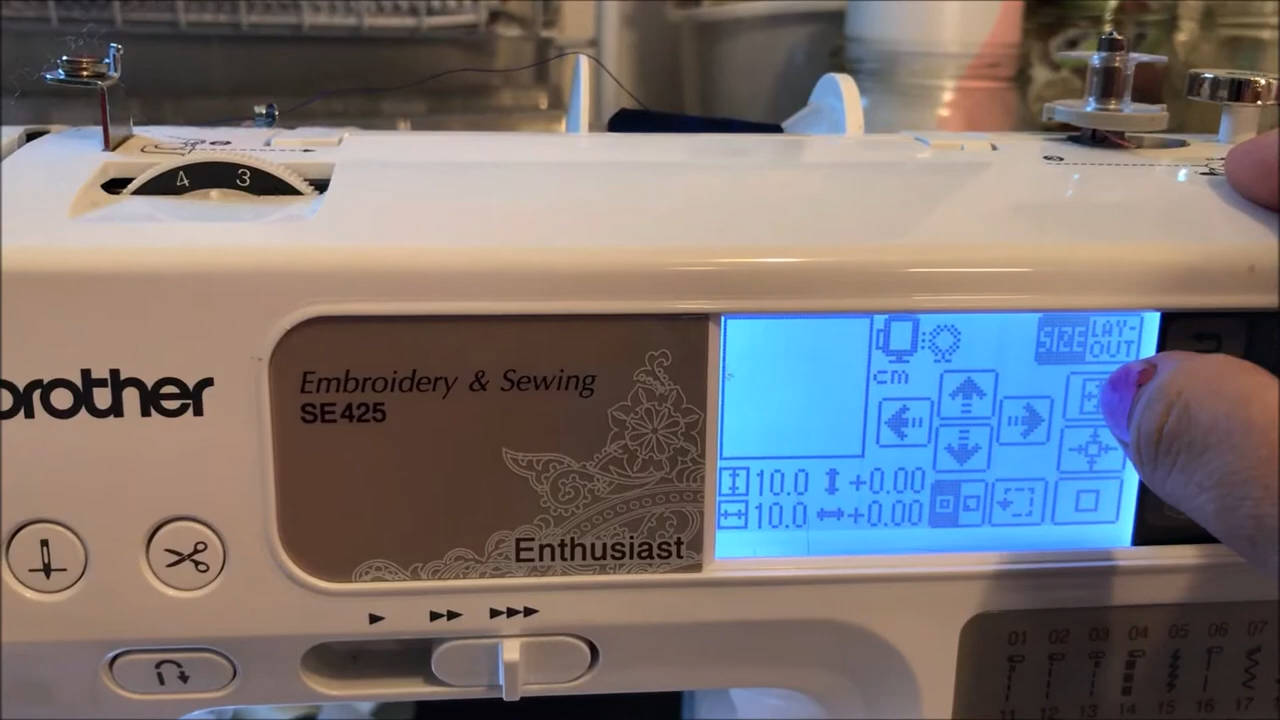 4 3
brother
Embroidery & Sewing
SE425
Enthusiast
SIZE LAY-
OUT
cm
10.0 +0.00
10.0 +0.00
01 02 03 04 05 06 07
11 12 13 14 15 16 17